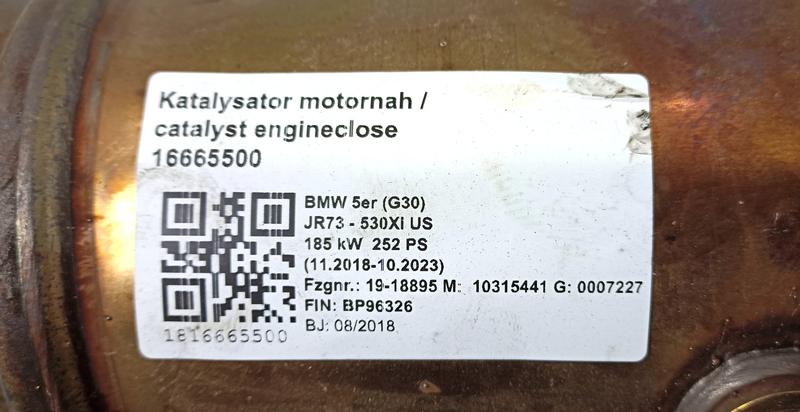 Katalysator motornah /
catalyst engineclose
16665500
BMW 5er (G30)
JR73 - 530Xi US
185 kW 252 PS
(11.2018-10.2023)
Fzgnr.: 19-18895 M: 10315441 G: 0007227
FIN: BP96326
BJ: 08/2018
1816665500